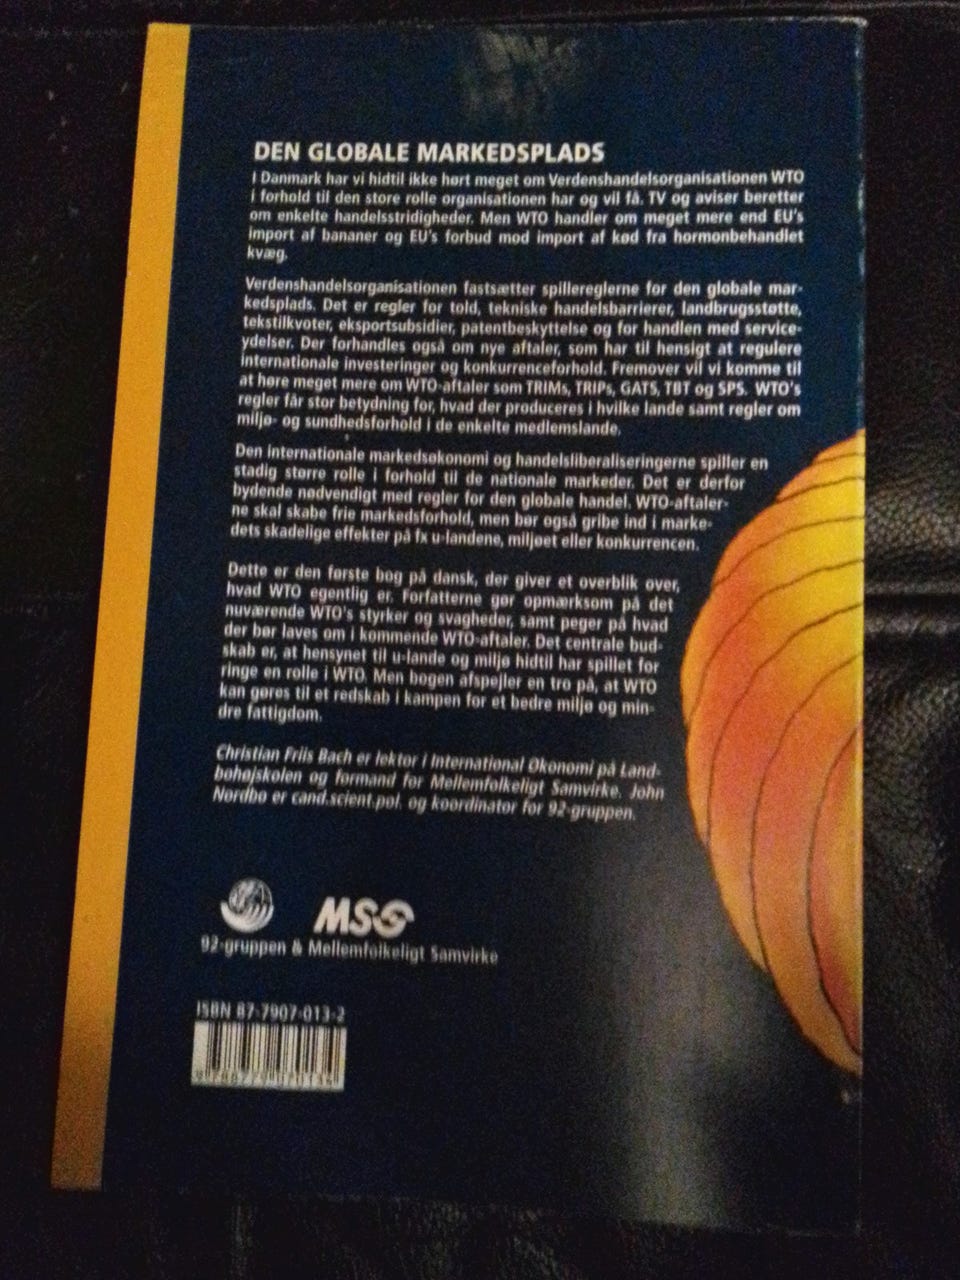 DEN GLOBALE MARKEDSPLADS
I Danmark har vi hidtil ikke hørt meget om Verdenshandelsorganisationen WTO
i forhold til den store rolle organisationen har og vil få. TV og aviser beretter
om enkelte handelsstridigheder. Men WTO handler om meget mere end EU's
import af bananer og EU's forbud mod import af kød fra hormonbehandlet
kvæg.
Verdenshandelsorganisationen fastsætter spillereglerne for den globale mar-
kedsplads. Det er regler for told, tekniske handelsbarrierer, landbrugsstøtte,
tekstilkvoter, eksportsubsidier, patentbeskyttelse og for handlen med service-
ydelser. Der forhandles også om nye aftaler, som har til hensigt at regulere
internationale investeringer og konkurrenceforhold. Fremover vil vi komme til
at høre meget mere om WTO-aftaler som TRIMs, TRIPs, GATS, TBT og SPS. WTO's
regler får stor betydning for, hvad der produceres i hvilke lande samt regler om
miljø- og sundhedsforhold i de enkelte medlemslande.
Den internationale markedsøkonomi og handelsliberaliseringerne spiller en
stadig større rolle i forhold til de nationale markeder. Det er derfor
bydende nødvendigt med regler for den globale handel. WTO-aftaler-
ne skal skabe frie markedsforhold, men bør også gribe ind i marke-
dets skadelige effekter på fx u-landene, miljøet eller konkurrencen.
Dette er den første bog på dansk, der giver et overblik over,
hvad WTO egentlig er. Forfatterne gør opmærksom på det
nuværende WTO's styrker og svagheder, samt peger på hvad
der bør laves om i kommende WTO-aftaler. Det centrale bud-
skab er, at hensynet til u-lande og miljø hidtil har spillet for
ringe en rolle i WTO. Men bogen afspejler en tro på, at WTO
kan gøres til et redskab i kampen for et bedre miljø og min-
dre fattigdom.
Christian Friis Bach er lektor i International Økonomi på Land-
bohøjskolen og formand for Mellemfolkeligt Samvirke. John
Nordbo er cand.scient.pol. og koordinator for 92-gruppen.
MS
92-gruppen & Mellemfolkeligt Samvirke
ISBN 87-7907-013-2